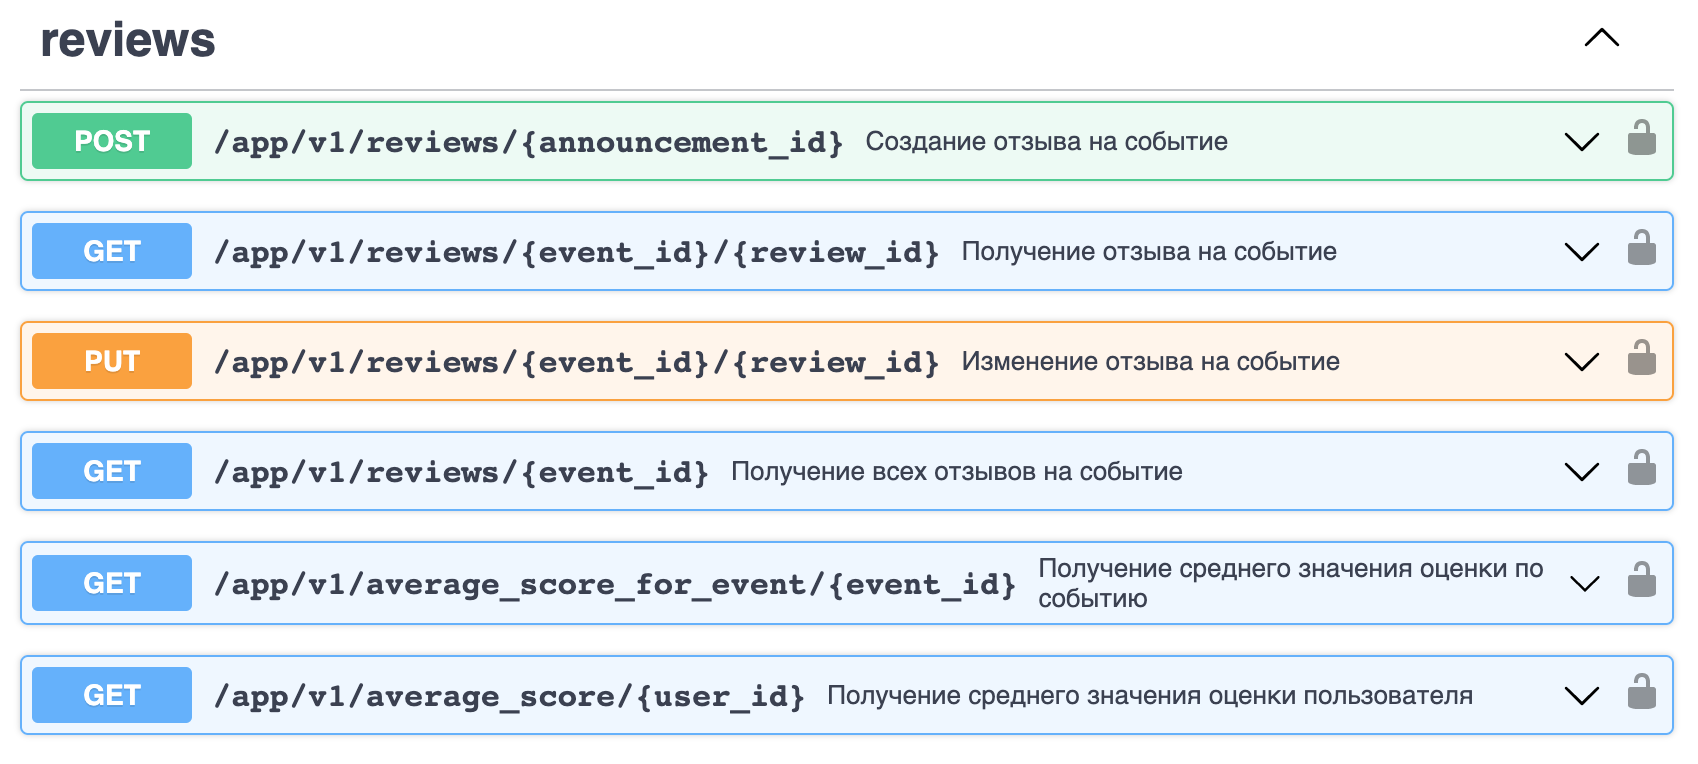 reviews
POST /app/v1/reviews/{announcement_id} Создание отзыва на событие
GET /app/v1/reviews/{event_id}/{review_id} Получение отзыва на событие
PUT /app/v1/reviews/{event_id}/{review_id} Изменение отзыва на событие
GET /app/v1/reviews/{event_id} Получение всех отзывов на событие
GET /app/v1/average_score_for_event/{event_id} Получение среднего значения оценки по
событию
GET /app/v1/average_score/{user_id} Получение среднего значения оценки пользователя